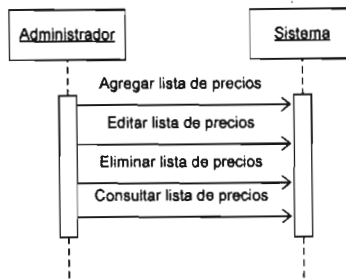 Administrador
Sistema
Agregar lista de precios
Editar lista de precios
Eliminar lista de precios
Consultar lista de precios